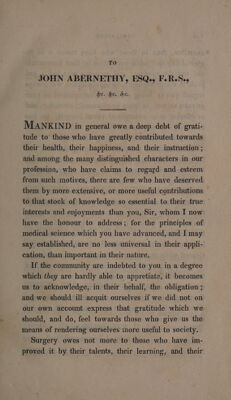 TO
JOHN ABERNETHY, ESQ., F.R.S.,
&c. &c. &c.
MANKIND in general owe a deep debt of grati-
tude to those who have greatly contributed towards
their health, their happiness, and their instruction;
and among the many distinguished characters in our
profession, who have claims to regard and esteem
from such motives, there are few who have deserved
them by more extensive, or more useful contributions
to that stock of knowledge so essential to their true
interests and enjoyments than you, Sir, whom I now
have the honour to address; for the principles of
medical science which you have advanced, and I may
say established, are no less universal in their appli-
cation, than important in their nature.
If the community are indebted to you in a degree
which they are hardly able to appretiate, it becomes
us to acknowledge, in their behalf, the obligation;
and we should ill acquit ourselves if we did not on
our own account express that gratitude which we
should, and do, feel towards those who give us the
means of rendering ourselves more useful to society.
Surgery owes not more to those who have im-
proved it by their talents, their learning, and their